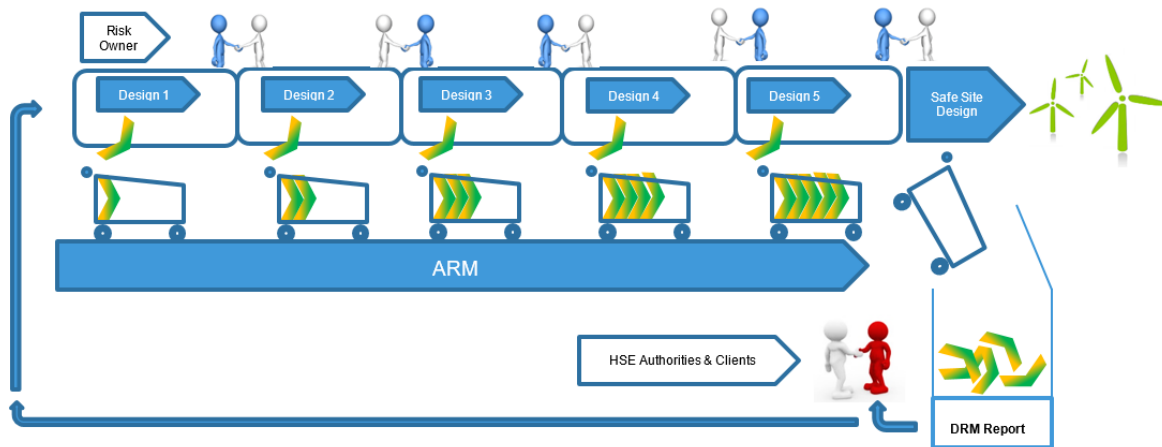 Risk
Owner
Design 1
Design 2
Design 3
Design 4
Design 5
Safe Site
Design
ARM
HSE Authorities & Clients
DRM Report